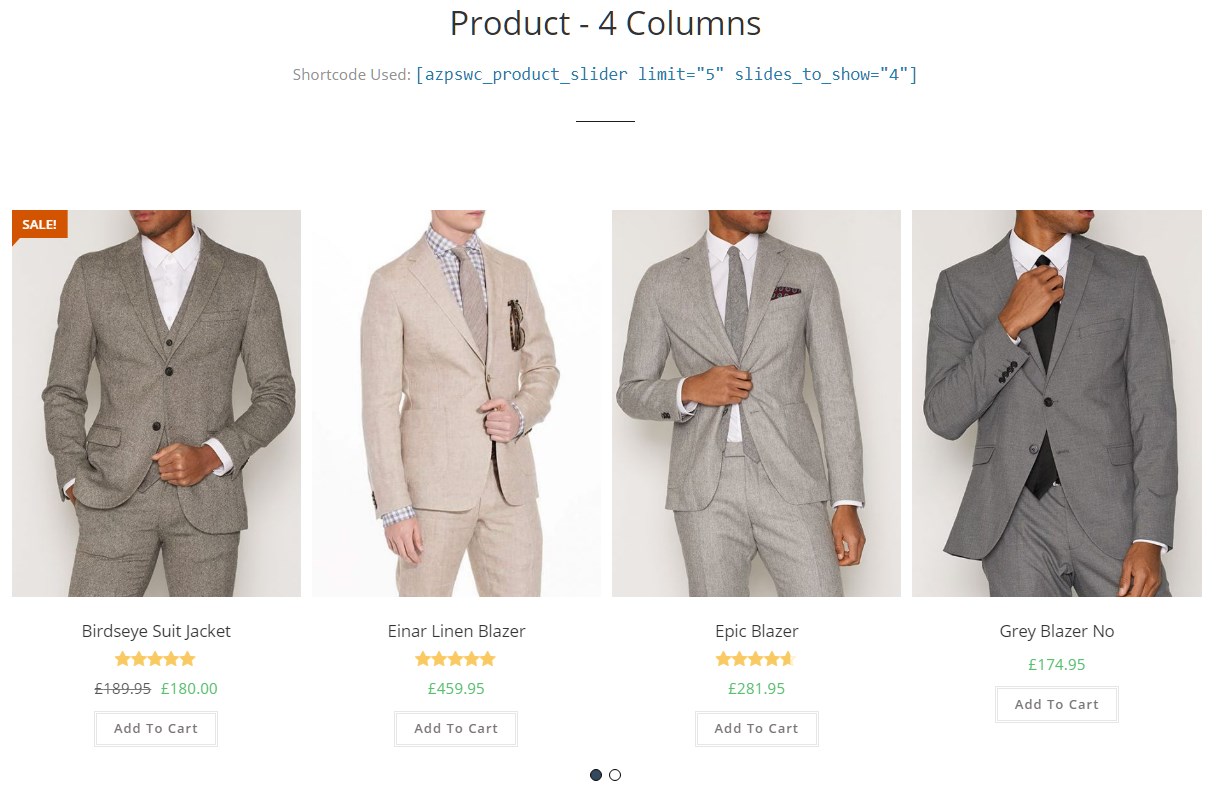 Product - 4 Columns
Shortcode Used: [azpswc_product_slider limit="5" slides_to_show="4"]
SALE!
Birdseye Suit Jacket
£189.95 £180.00
Add To Cart
Einar Linen Blazer
£459.95
Add To Cart
Epic Blazer
£281.95
Add To Cart
Grey Blazer No
£174.95
Add To Cart